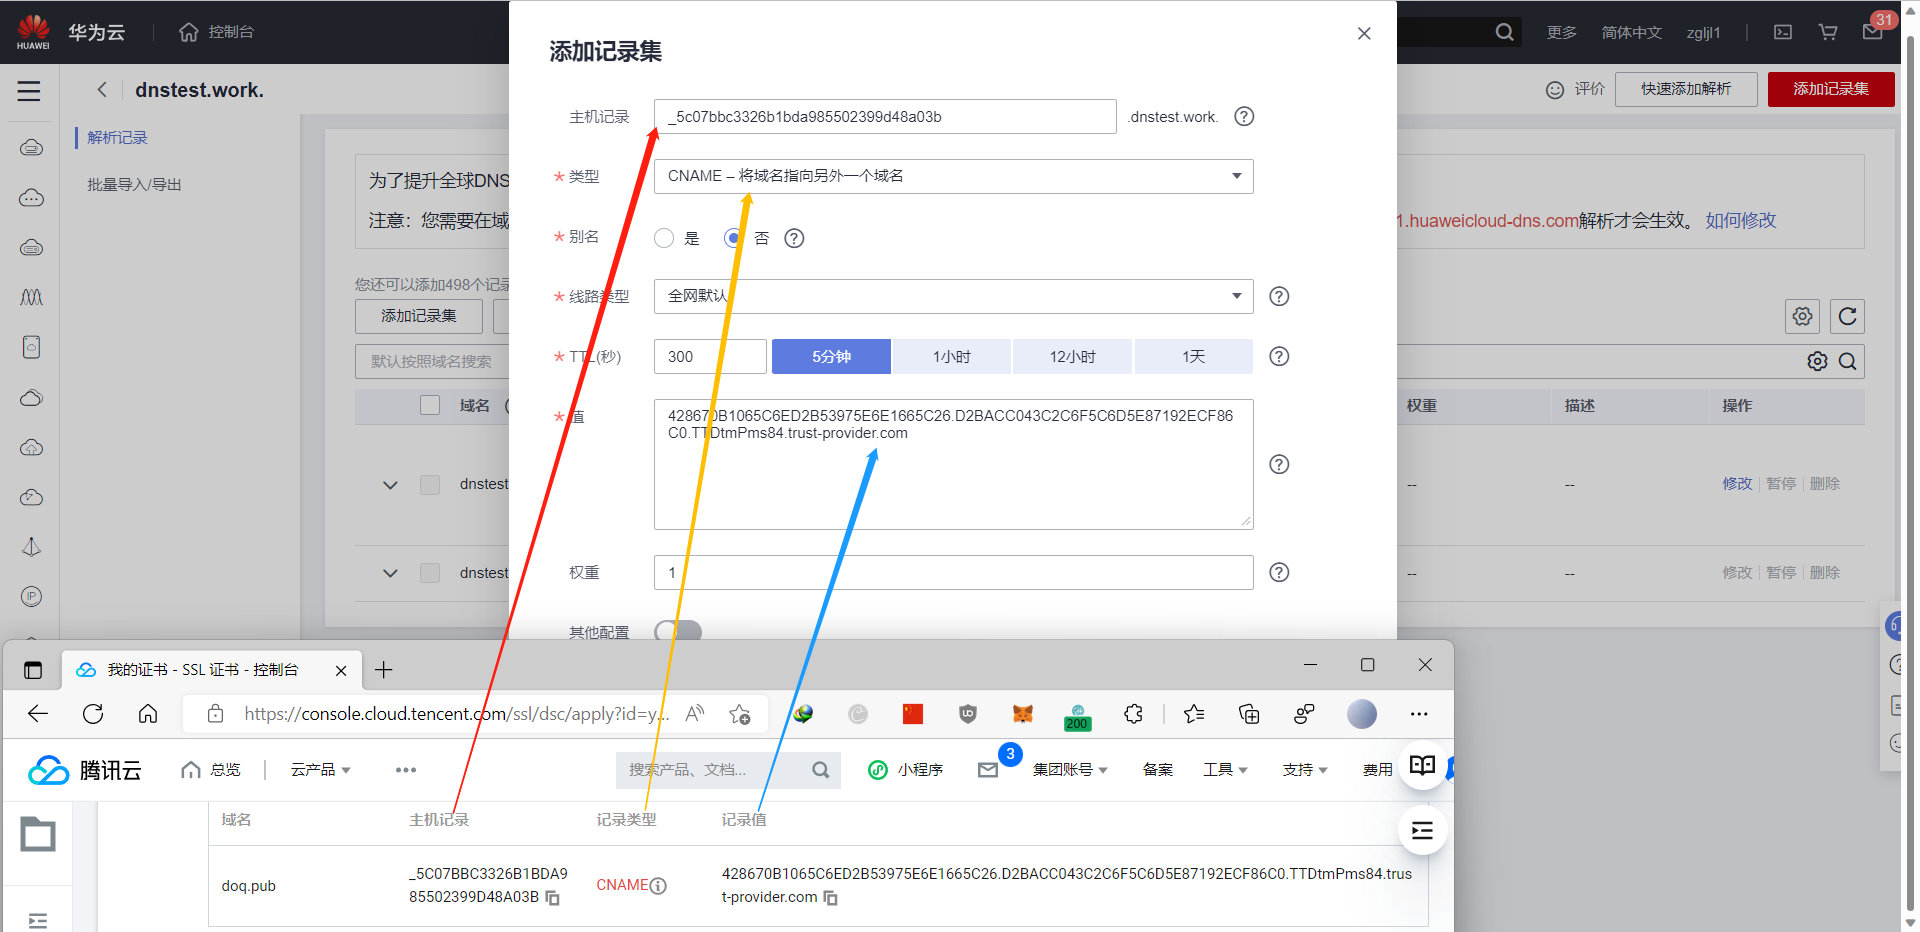 HUAWEI
华为云
控制台
更多
简体中文
zgljl1
31
dnstest.work.
评价
快速添加解析
添加记录集
解析记录
批量导入/导出
为了提升全球DNS
注意：您需要在域
1.huaweicloud-dns.com解析才会生效。 如何修改
您还可以添加498个记录
添加记录集
默认按照域名搜索
域名
权重
描述
操作
dnstest
--
--
修改 暂停 删除
dnstest
--
--
修改 暂停 删除
IP
添加记录集
主机记录
_5c07bbc3326b1bda985502399d48a03b
.dnstest.work.
* 类型
CNAME – 将域名指向另外一个域名
* 别名
是
否
* 线路类型
全网默认
* TTL(秒)
300
5分钟
1小时
12小时
1天
* 值
428670B1065C6ED2B53975E6E1665C26.D2BACC043C2C6F5C6D5E87192ECF86
C0.TTDtmPms84.trust-provider.com
权重
1
其他配置
我的证书 - SSL 证书 - 控制台
https://console.cloud.tencent.com/ssl/dsc/apply?id=y...
200
腾讯云
总览
云产品
•••
搜索产品、文档...
小程序
3
集团账号
备案
工具
支持
费用
域名
主机记录
记录类型
记录值
doq.pub
_5C07BBC3326B1BDA9
85502399D48A03B
CNAME
428670B1065C6ED2B53975E6E1665C26.D2BACC043C2C6F5C6D5E87192ECF86C0.TTDtmPms84.trus
t-provider.com